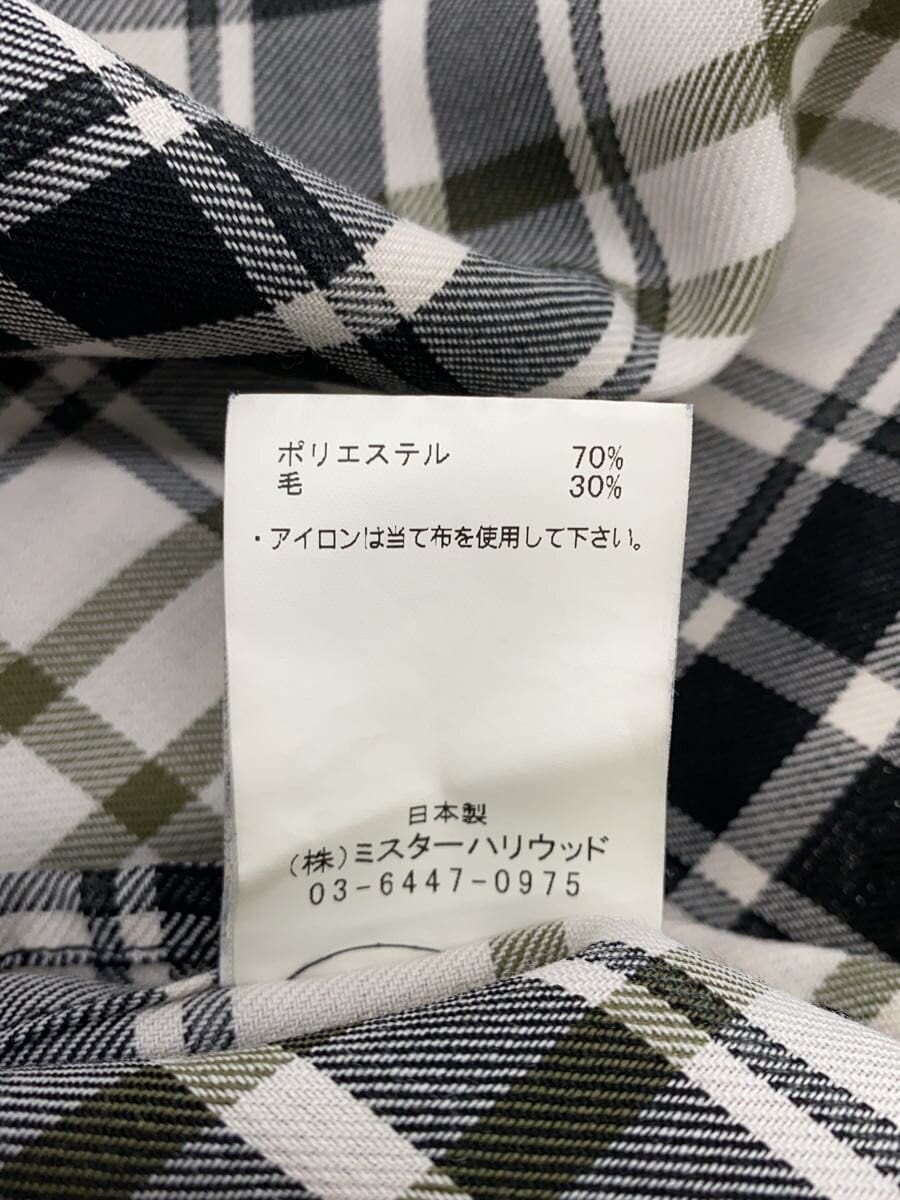 ポリエステル 70%
毛 30%
・アイロンは当て布を使用して下さい。
日本製
（株）ミスターハリウッド
03-6447-0975